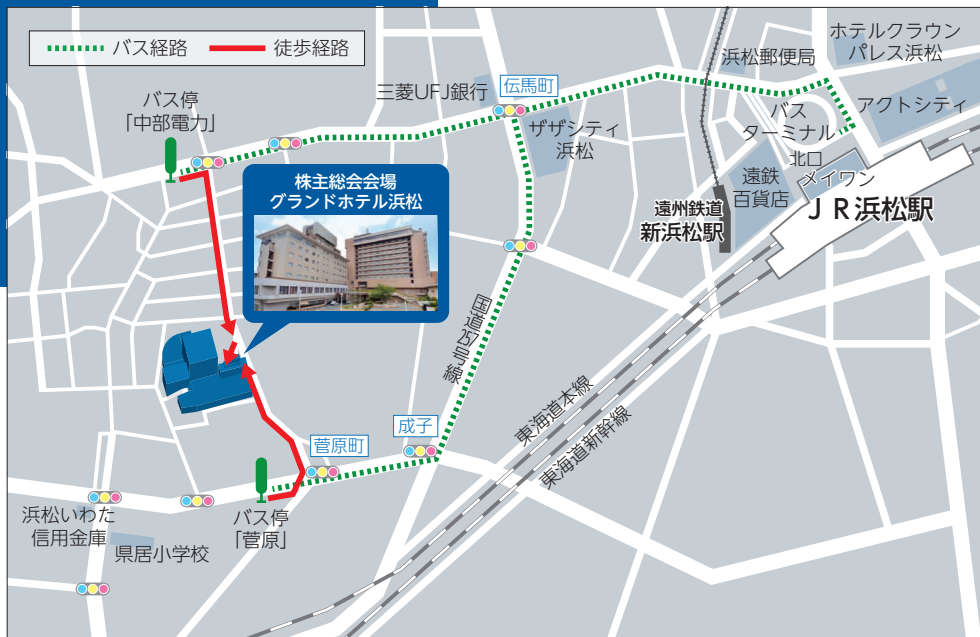 バス経路
徒歩経路
ホテルクラウン
パレス浜松
浜松郵便局
アクトシティ
三菱UFJ銀行
伝馬町
バス停
「中部電力」
ザザシティ
浜松
バス
ターミナル
北口
メイワン
遠鉄
百貨店
JR浜松駅
遠州鉄道
新浜松駅
株主総会会場
グランドホテル浜松
国道257号線
東海道本線
東海道新幹線
成子
菅原町
バス停
「菅原」
浜松いわた
信用金庫
県居小学校